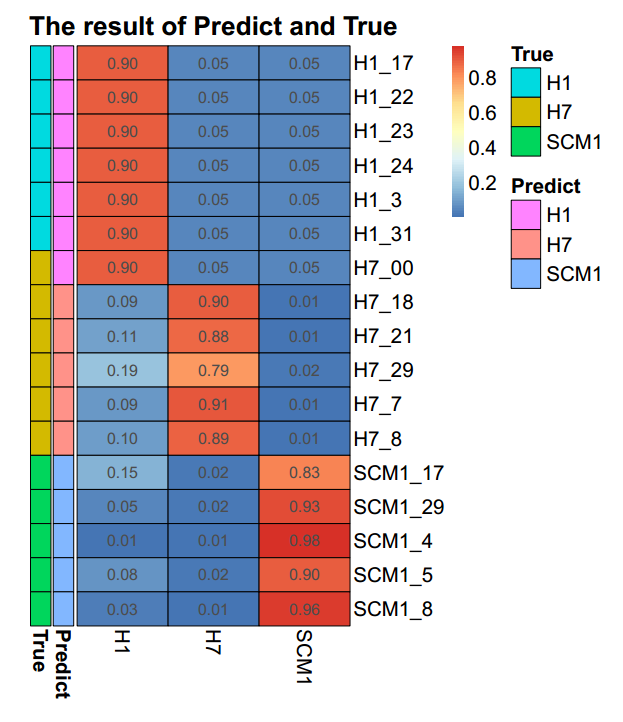 The result of Predict and True
0.90 0.05 0.05 H1_17
0.90 0.05 0.05 H1_22
0.90 0.05 0.05 H1_23
0.90 0.05 0.05 H1_24
0.90 0.05 0.05 H1_3
0.90 0.05 0.05 H1_31
0.90 0.05 0.05 H7_00
0.09 0.90 0.01 H7_18
0.11 0.88 0.01 H7_21
0.19 0.79 0.02 H7_29
0.09 0.91 0.01 H7_7
0.10 0.89 0.01 H7_8
0.15 0.02 0.83 SCM1_17
0.05 0.02 0.93 SCM1_29
0.01 0.01 0.98 SCM1_4
0.08 0.02 0.90 SCM1_5
0.03 0.01 0.96 SCM1_8
True
Predict
H1
H7
SCM1
0.8
0.6
0.4
0.2
True
H1
H7
SCM1
Predict
H1
H7
SCM1